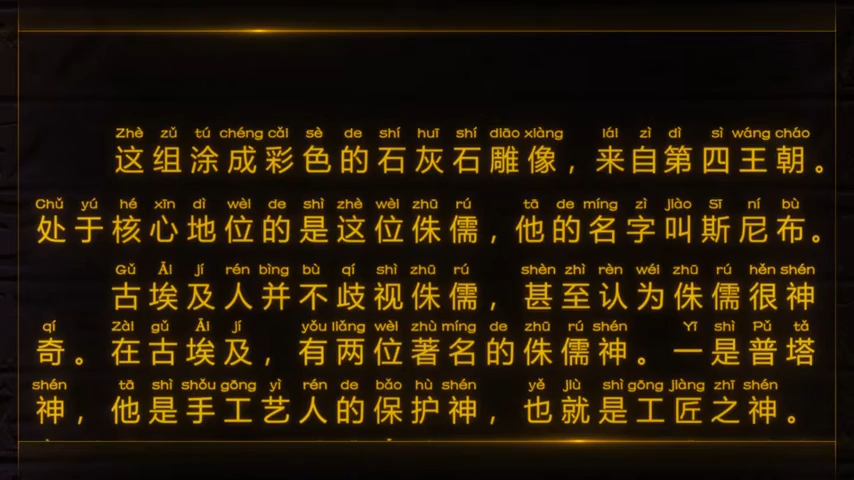 Zhè zǔ tú chéng cǎi sè de shí huī shí diāo xiàng lái zì dì sì wáng cháo
这组涂成彩色的石灰石雕像，来自第四王朝。
Chǔ yú hé xīn dì wèi de shì zhè wèi zhū rú tā de míng zì jiào Sī ní bù
处于核心地位的是这位侏儒，他的名字叫斯尼布。
Gǔ Āi jí rén bìng bù qí shì zhū rú shèn zhì rèn wéi zhū rú hěn shén
古埃及人并不歧视侏儒，甚至认为侏儒很神
qí Zài gǔ Āi jí yǒu liǎng wèi zhù míng de zhū rú shén Yī shì Pǔ tǎ
奇。在古埃及，有两位著名的侏儒神。一是普塔
shén tā shì shǒu gōng yì rén de bǎo hù shén yě jiù shì gōng jiàng zhī shén
神，他是手工艺人的保护神，也就是工匠之神。